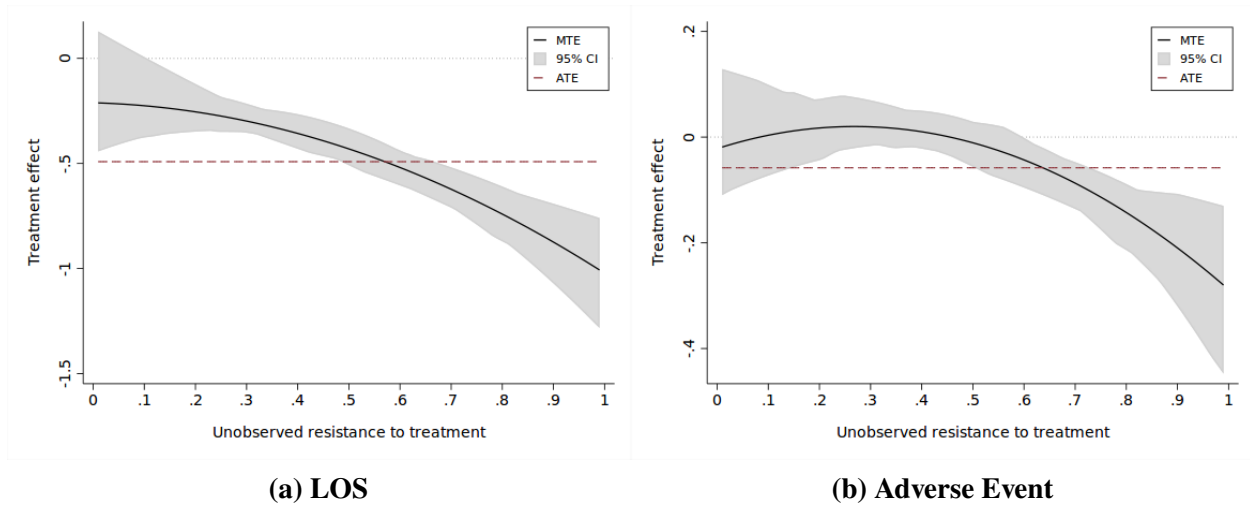 Treatment effect
0
-.5
-1
-1.5
MTE
95% CI
ATE
0 .1 .2 .3 .4 .5 .6 .7 .8 .9 1
Unobserved resistance to treatment
(a) LOS
Treatment effect
.2
0
-.2
-.4
MTE
95% CI
ATE
0 .1 .2 .3 .4 .5 .6 .7 .8 .9 1
Unobserved resistance to treatment
(b) Adverse Event